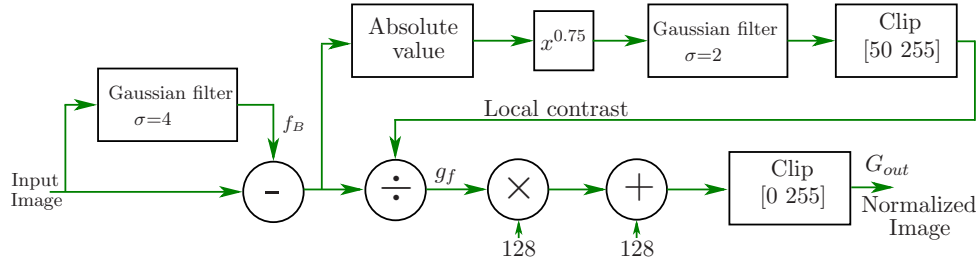 Absolute
value
x^0.75
Gaussian filter
σ=2
Clip
[50 255]
Gaussian filter
σ=4
f_B
Local contrast
Input
Image
-
÷
g_f
×
+
Clip
[0 255]
G_out
Normalized
Image
128
128